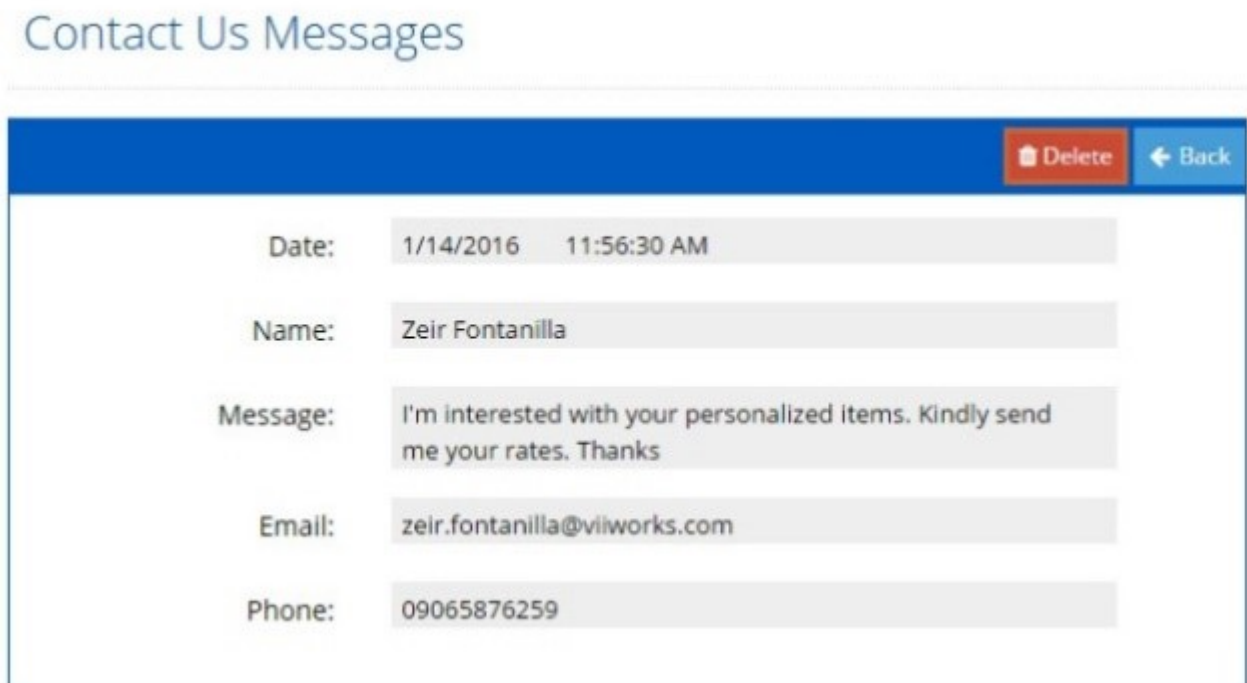 Contact Us Messages
Delete Back
Date: 1/14/2016 11:56:30 AM
Name: Zeir Fontanilla
Message: I'm interested with your personalized items. Kindly send
me your rates. Thanks
Email: zeir.fontanilla@viiworks.com
Phone: 09065876259